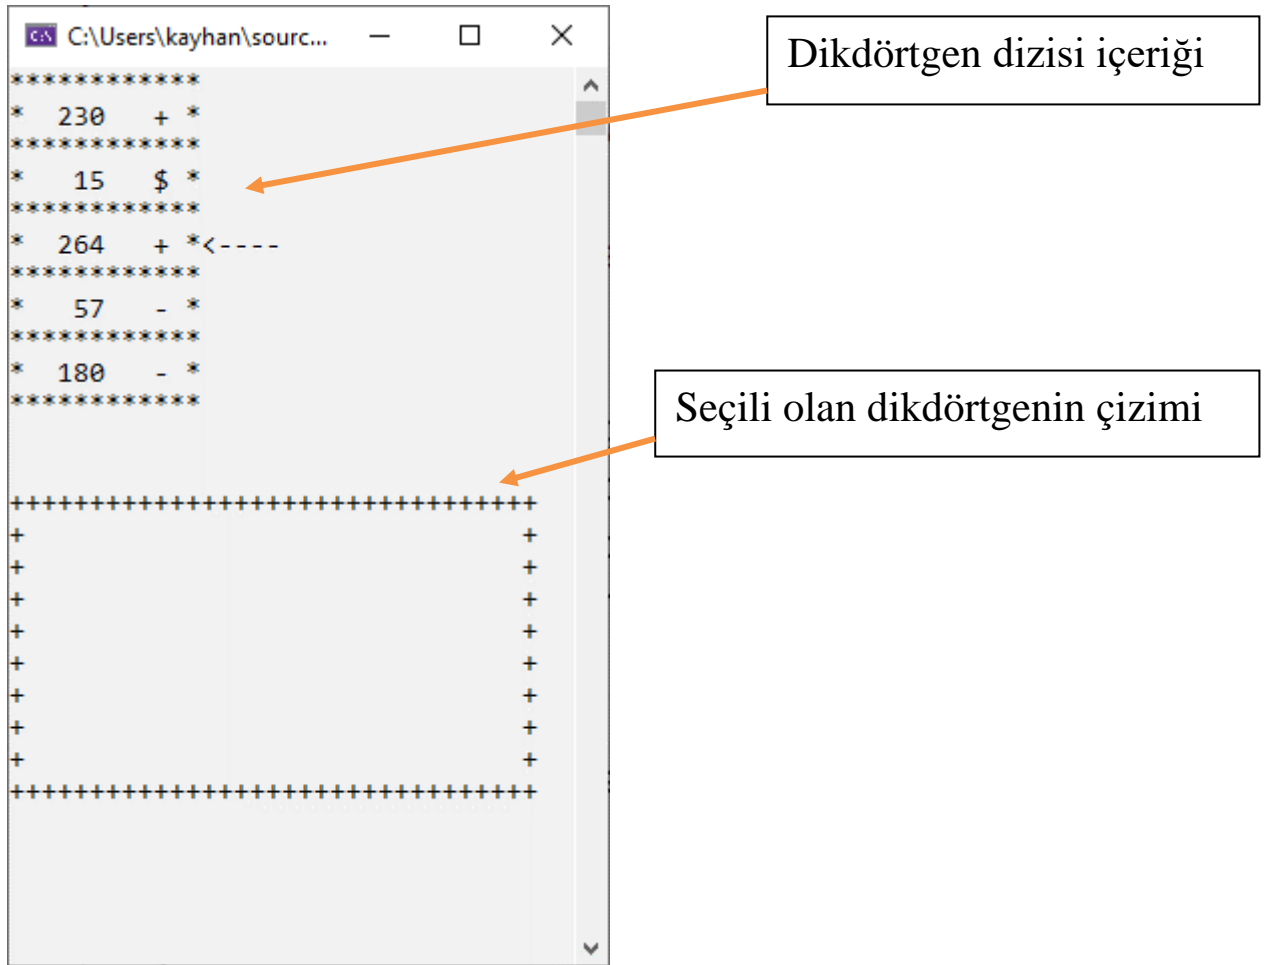 C:\Users\kayhan\sourc...
Dikdörtgen dizisi içeriği
************
*  230   + *
************
*   15   $ *
************
*  264   + *<----
************
*   57   - *
************
*  180   - *
************
Seçili olan dikdörtgenin çizimi
+++++++++++++++++++++++++++++++++
+                               +
+                               +
+                               +
+                               +
+                               +
+                               +
+                               +
+                               +
+++++++++++++++++++++++++++++++++